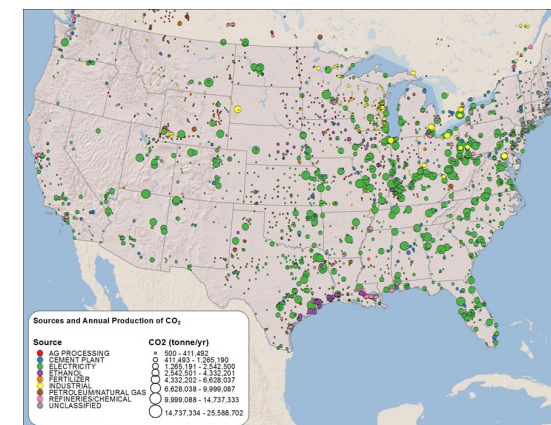 Sources and Annual Production of CO₂
Source
AG PROCESSING
CEMENT PLANT
ELECTRICITY
ETHANOL
FERTILIZER
INDUSTRIAL
PETROLEUM/NATURAL GAS
REFINERIES/CHEMICAL
UNCLASSIFIED
CO2 (tonne/yr)
500 - 411,492
411,493 - 1,265,190
1,265,191 - 2,542,500
2,542,501 - 4,332,201
4,332,202 - 6,628,037
6,628,038 - 9,999,087
9,999,088 - 14,737,333
14,737,334 - 25,588,702